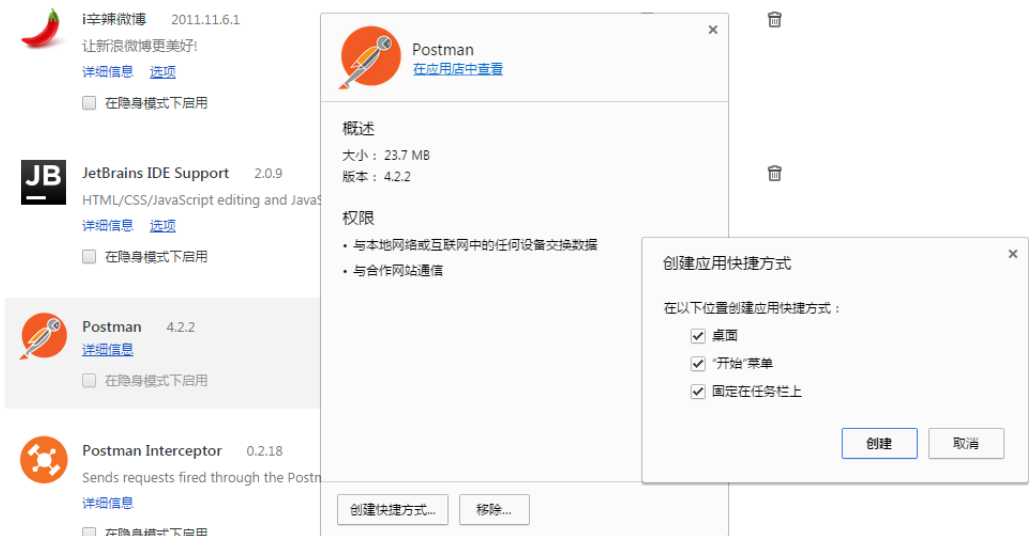 i辛辣微博 2011.11.6.1
让新浪微博更美好!
详细信息 选项
在隐身模式下启用
JB
JetBrains IDE Support 2.0.9
HTML/CSS/JavaScript editing and JavaS
详细信息 选项
在隐身模式下启用
Postman 4.2.2
详细信息
在隐身模式下启用
Postman Interceptor 0.2.18
Sends requests fired through the Postm
详细信息
在隐身模式下启用
Postman
在应用店中查看
概述
大小： 23.7 MB
版本： 4.2.2
权限
• 与本地网络或互联网中的任何设备交换数据
• 与合作网站通信
创建快捷方式... 移除...
创建应用快捷方式
在以下位置创建应用快捷方式：
桌面
"开始"菜单
固定在任务栏上
创建 取消